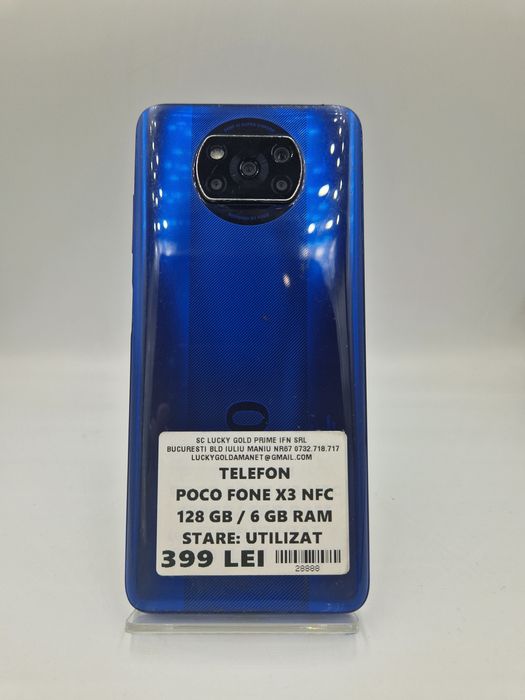 SC LUCKY GOLD PRIME IFN SRL
BUCURESTI BLD IULIU MANIU NR67 0732.718.717
LUCKYGOLDAMANET@GMAIL.COM
TELEFON
POCO FONE X3 NFC
128 GB / 6 GB RAM
STARE: UTILIZAT
399 LEI
28888